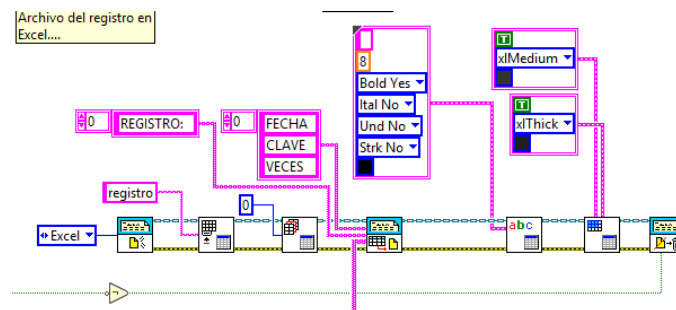 Archivo del registro en
Excel....
8
Bold Yes
Ital No
Und No
Strk No
T
xlMedium
T
xlThick
0
REGISTRO:
0
FECHA
CLAVE
VECES
registro
0
Excel
abc